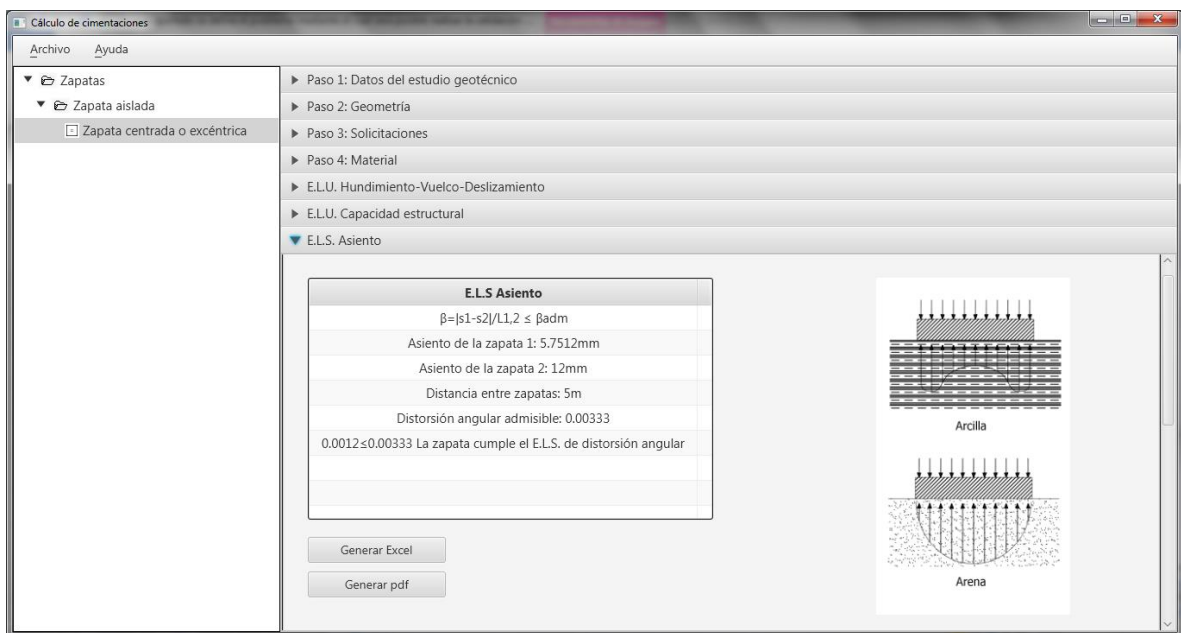 Cálculo de cimentaciones
Archivo Ayuda
Zapatas
Zapata aislada
Zapata centrada o excéntrica
Paso 1: Datos del estudio geotécnico
Paso 2: Geometría
Paso 3: Solicitaciones
Paso 4: Material
E.L.U. Hundimiento-Vuelco-Deslizamiento
E.L.U. Capacidad estructural
E.L.S. Asiento
E.L.S Asiento
β=|s1-s2|/L1,2 ≤ βadm
Asiento de la zapata 1: 5.7512mm
Asiento de la zapata 2: 12mm
Distancia entre zapatas: 5m
Distorsión angular admisible: 0.00333
0.0012≤0.00333 La zapata cumple el E.L.S. de distorsión angular
Generar Excel
Generar pdf
Arcilla
Arena